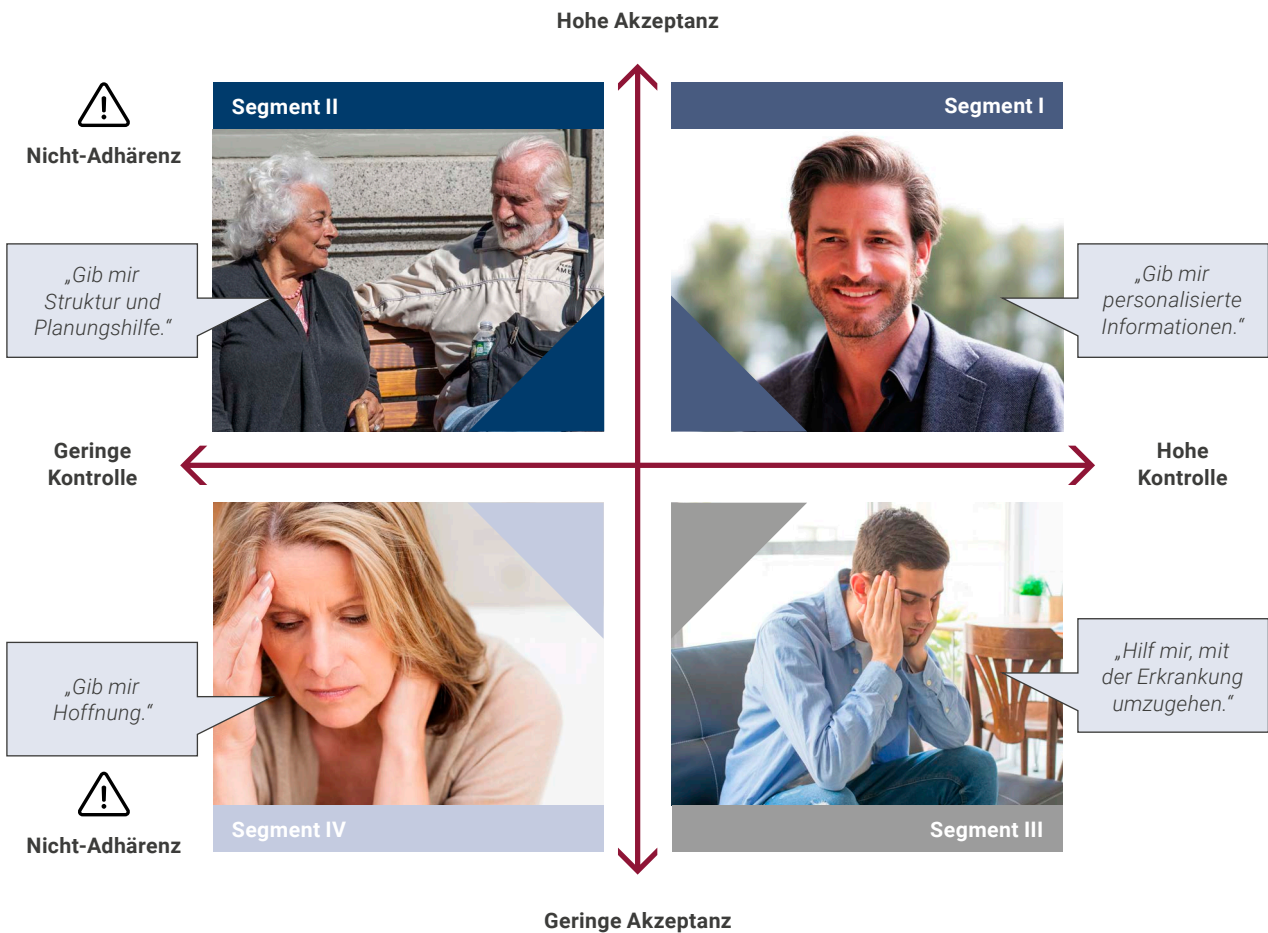 Hohe Akzeptanz
Nicht-Adhärenz
Segment II
Segment I
„Gib mir
Struktur und
Planungshilfe.“
„Gib mir
personalisierte
Informationen.“
Geringe
Kontrolle
Hohe
Kontrolle
„Gib mir
Hoffnung.“
„Hilf mir, mit
der Erkrankung
umzugehen.“
Nicht-Adhärenz
Segment IV
Segment III
Geringe Akzeptanz